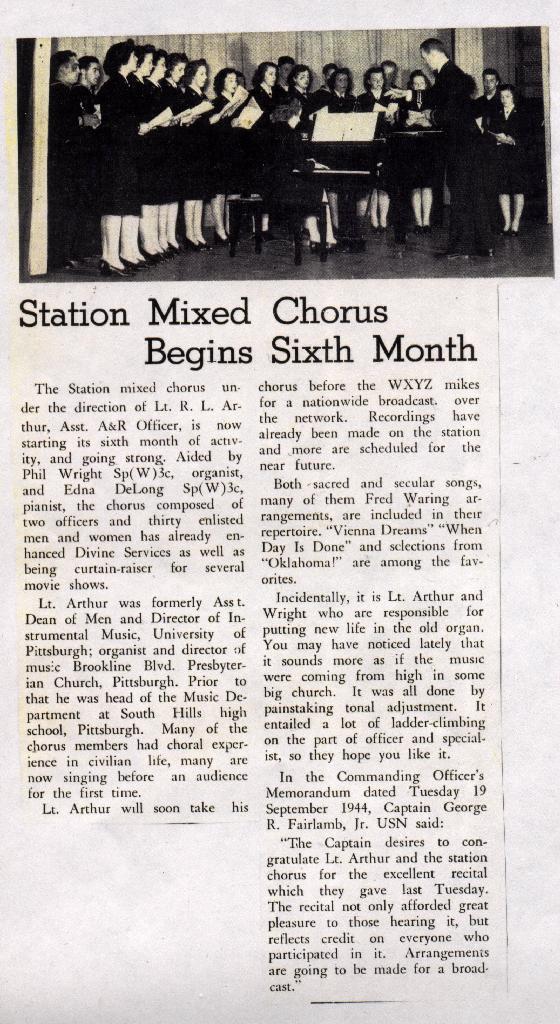 Station Mixed Chorus
Begins Sixth Month
The Station mixed chorus un-
der the direction of Lt. R. L. Ar-
thur, Asst. A&R Officer, is now
starting its sixth month of activ-
ity, and going strong. Aided by
Phil Wright Sp(W)3c, organist,
and Edna DeLong Sp(W)3c,
pianist, the chorus composed of
two officers and thirty enlisted
men and women has already en-
hanced Divine Services as well as
being curtain-raiser for several
movie shows.
Lt. Arthur was formerly Asst.
Dean of Men and Director of In-
strumental Music, University of
Pittsburgh; organist and director of
music Brookline Blvd. Presbyter-
ian Church, Pittsburgh. Prior to
that he was head of the Music De-
partment at South Hills high
school, Pittsburgh. Many of the
chorus members had choral exper-
ience in civilian life, many are
now singing before an audience
for the first time.
Lt. Arthur will soon take his
chorus before the WXYZ mikes
for a nationwide broadcast. over
the network. Recordings have
already been made on the station
and more are scheduled for the
near future.
Both sacred and secular songs,
many of them Fred Waring ar-
rangements, are included in their
repertoire. "Vienna Dreams" "When
Day Is Done" and selections from
"Oklahoma!" are among the fav-
orites.
Incidentally, it is Lt. Arthur and
Wright who are responsible for
putting new life in the old organ.
You may have noticed lately that
it sounds more as if the music
were coming from high in some
big church. It was all done by
painstaking tonal adjustment. It
entailed a lot of ladder-climbing
on the part of officer and special-
ist, so they hope you like it.
In the Commanding Officer's
Memorandum dated Tuesday 19
September 1944, Captain George
R. Fairlamb, Jr. USN said:
"The Captain desires to con-
gratulate Lt. Arthur and the station
chorus for the excellent recital
which they gave last Tuesday.
The recital not only afforded great
pleasure to those hearing it, but
reflects credit on everyone who
participated in it. Arrangements
are going to be made for a broad-
cast."